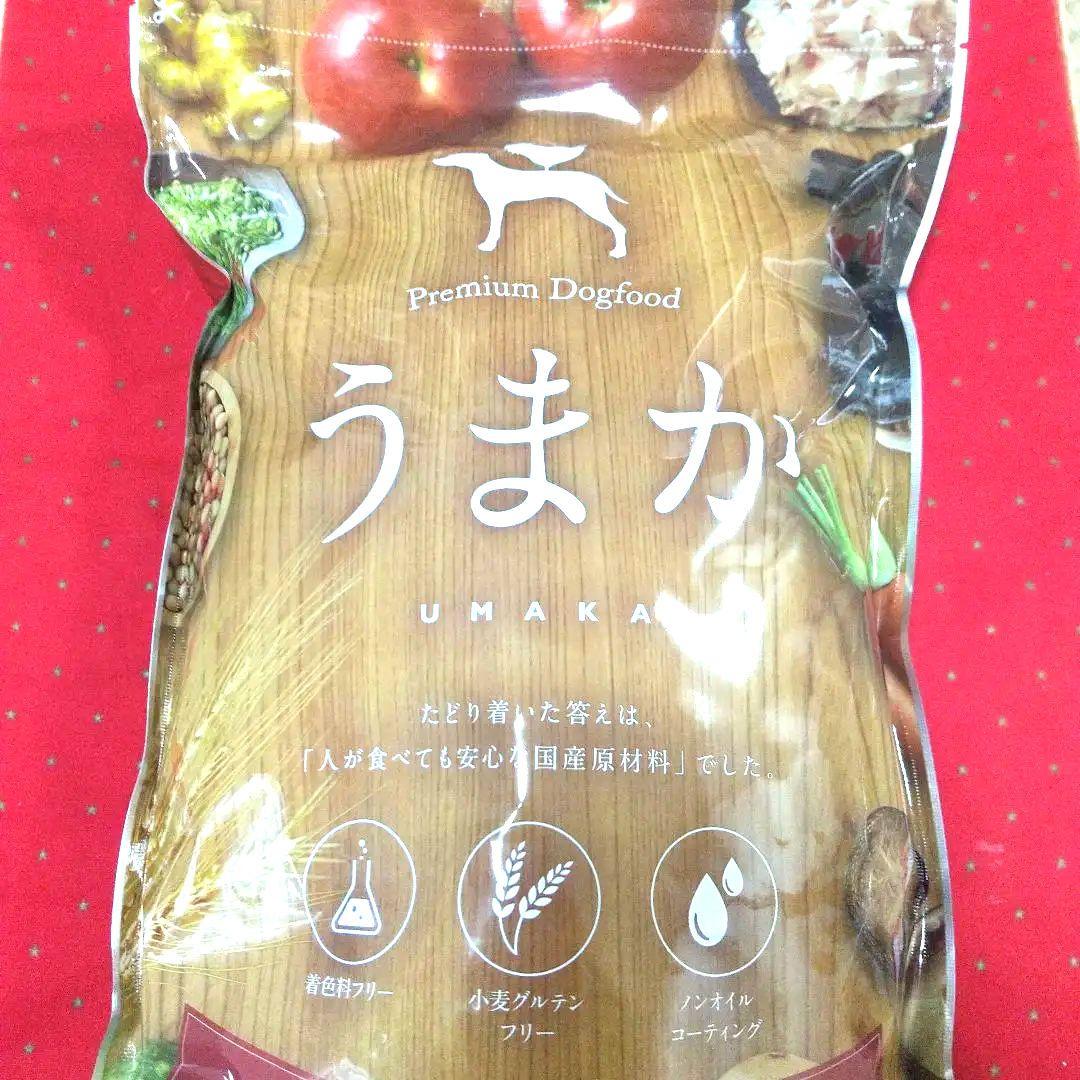 Premium Dogfood
うまか
UMAKA
たどり着いた答えは、
「人が食べても安心な国産原材料」でした。
着色料フリー
小麦グルテン
フリー
ノンオイル
コーティング